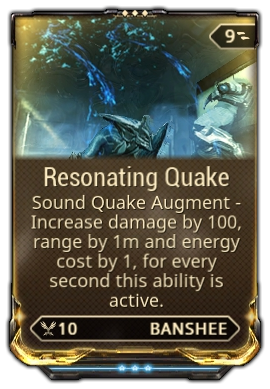 9
Resonating Quake
Sound Quake Augment -
Increase damage by 100,
range by 1m and energy
cost by 1, for every
second this ability is
active.
10 BANSHEE